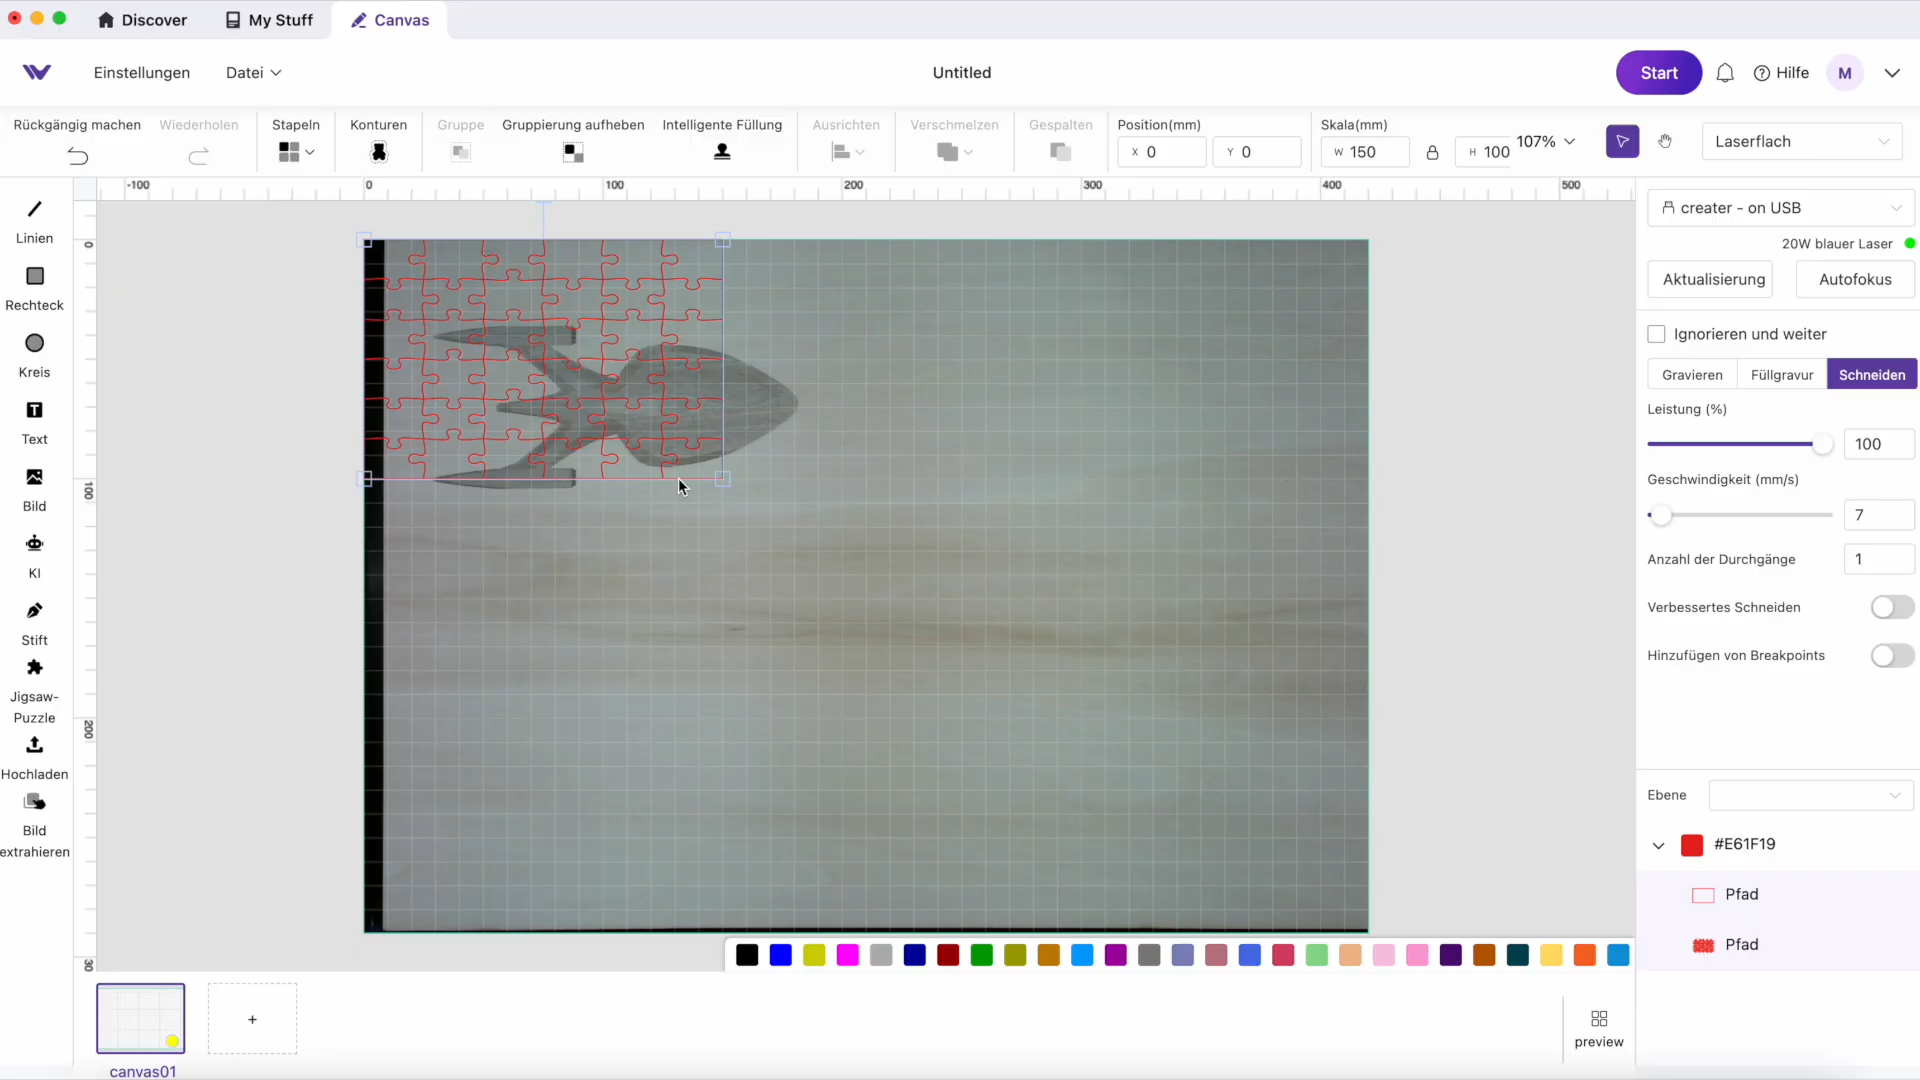 Discover
My Stuff
Canvas
Einstellungen
Datei
Untitled
Start
Hilfe
M
Rückgängig machen
Wiederholen
Stapeln
Konturen
Gruppe
Gruppierung aufheben
Intelligente Füllung
Ausrichten
Verschmelzen
Gespalten
Position(mm)
X 0
Y 0
Skala(mm)
W 150
H 100
107%
Laserflach
-100
0
100
200
300
400
500
0
100
200
30
Linien
Rechteck
Kreis
T
Text
Bild
KI
Stift
Jigsaw-
Puzzle
Hochladen
Bild
extrahieren
creater - on USB
20W blauer Laser
Aktualisierung
Autofokus
Ignorieren und weiter
Gravieren
Füllgravur
Schneiden
Leistung (%)
100
Geschwindigkeit (mm/s)
7
Anzahl der Durchgänge
1
Verbessertes Schneiden
Hinzufügen von Breakpoints
Ebene
#E61F19
Pfad
Pfad
+
canvas01
preview